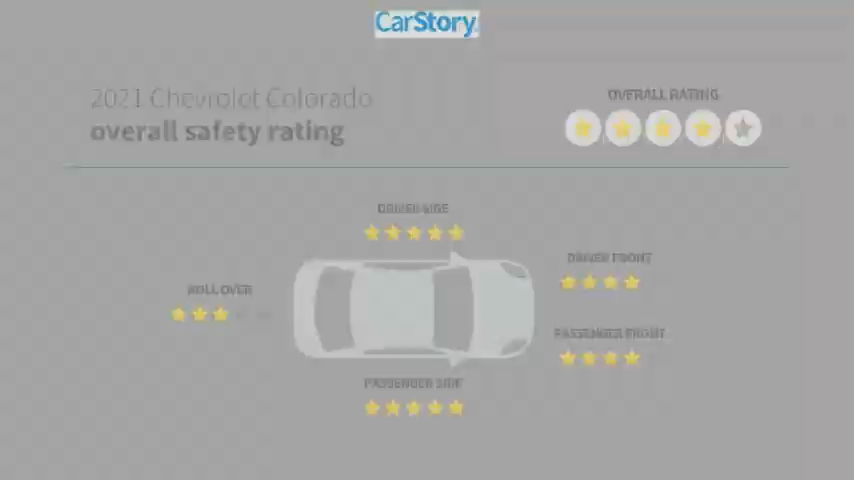 CarStory
2021 Chevrolet Colorado
overall safety rating
OVERALL RATING
DRIVER SIDE
DRIVER FRONT
ROLL OVER
PASSENGER FRONT
PASSENGER SIDE